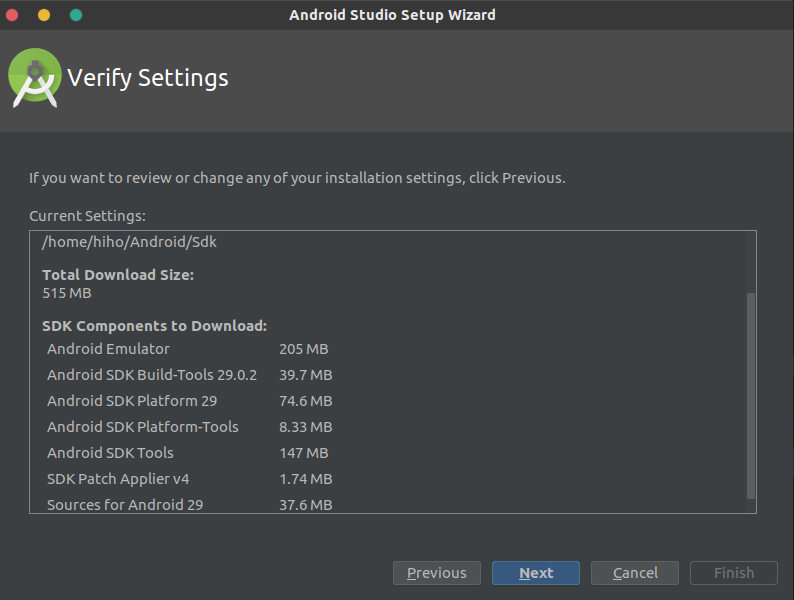 Android Studio Setup Wizard
Verify Settings
If you want to review or change any of your installation settings, click Previous.
Current Settings:
/home/hiho/Android/Sdk
Total Download Size:
515 MB
SDK Components to Download:
Android Emulator 205 MB
Android SDK Build-Tools 29.0.2 39.7 MB
Android SDK Platform 29 74.6 MB
Android SDK Platform-Tools 8.33 MB
Android SDK Tools 147 MB
SDK Patch Applier v4 1.74 MB
Sources for Android 29 37.6 MB
Previous Next Cancel Finish